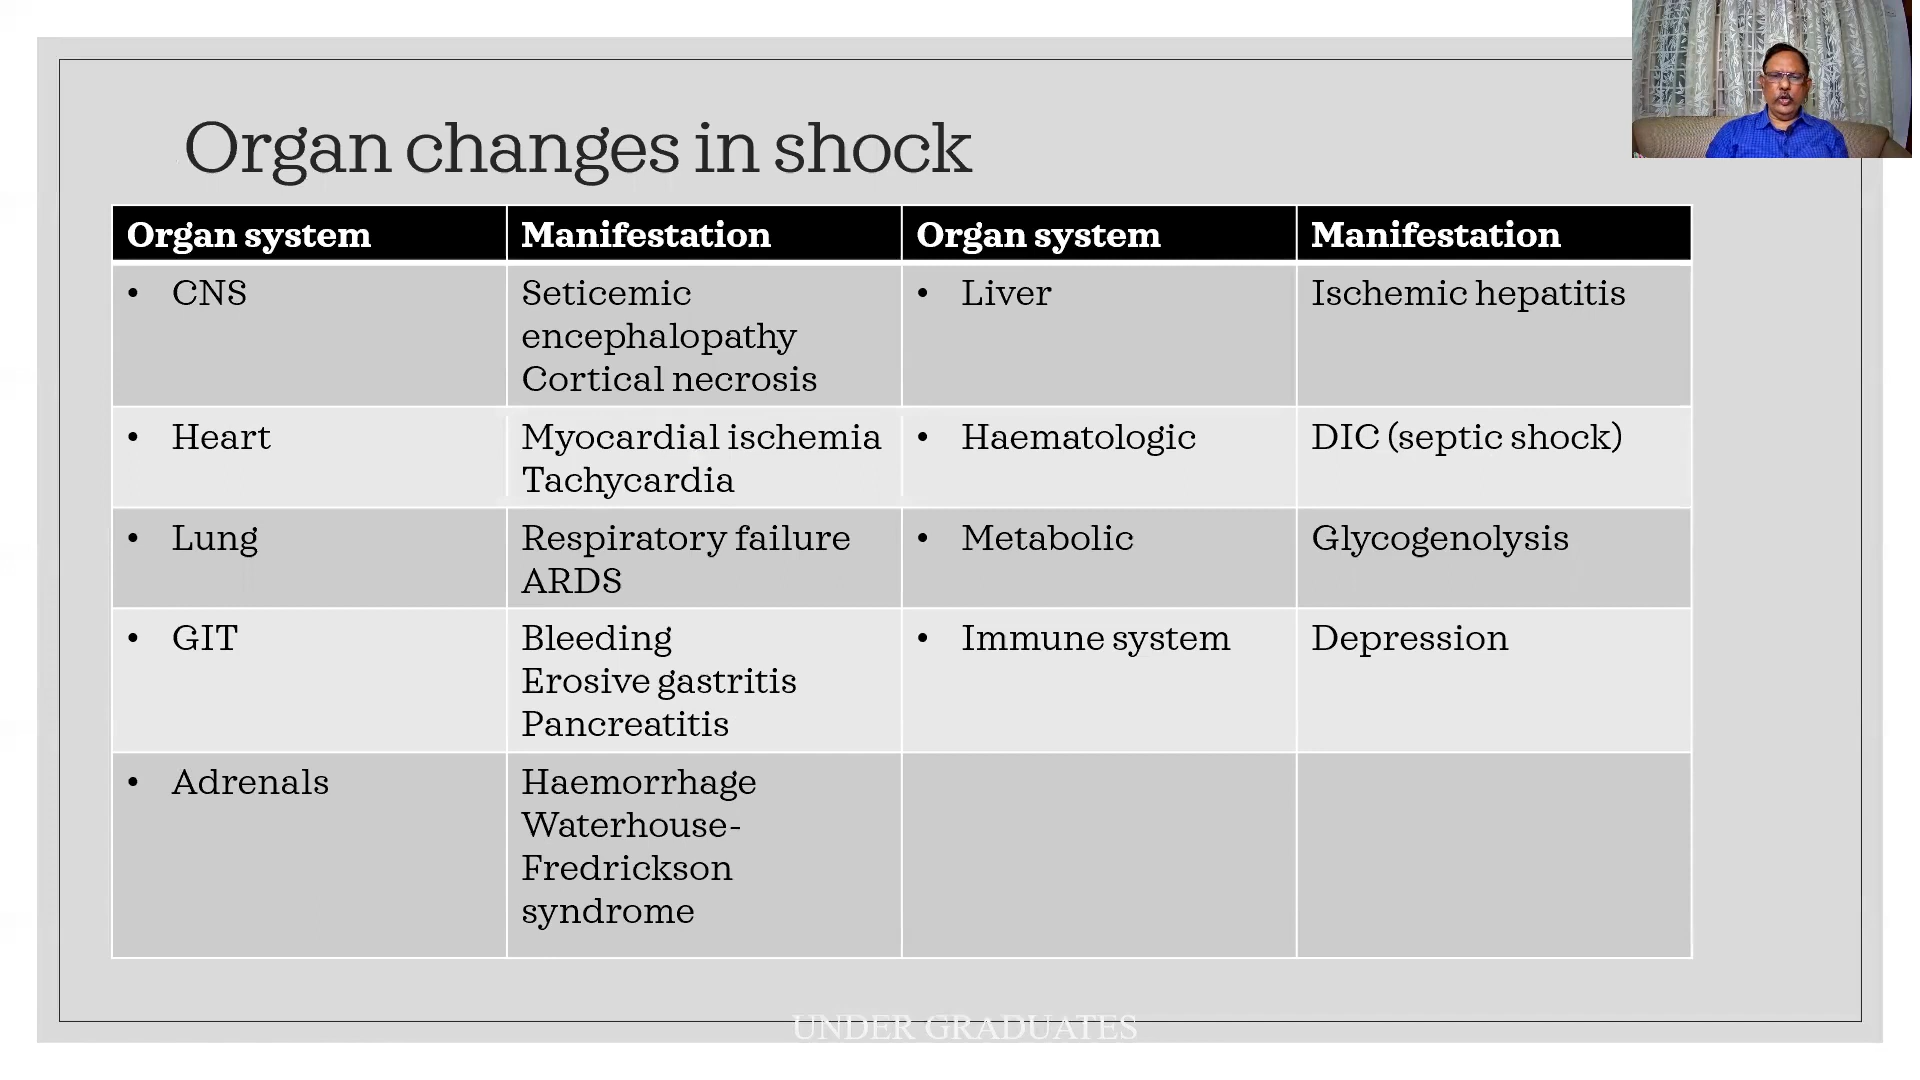 Organ changes in shock
Organ system Manifestation Organ system Manifestation
• CNS Seticemic • Liver Ischemic hepatitis
encephalopathy
Cortical necrosis
• Heart Myocardial ischemia • Haematologic DIC (septic shock)
Tachycardia
• Lung Respiratory failure • Metabolic Glycogenolysis
ARDS
• GIT Bleeding • Immune system Depression
Erosive gastritis
Pancreatitis
• Adrenals Haemorrhage
Waterhouse-
Fredrickson
syndrome
UNDER GRADUATES